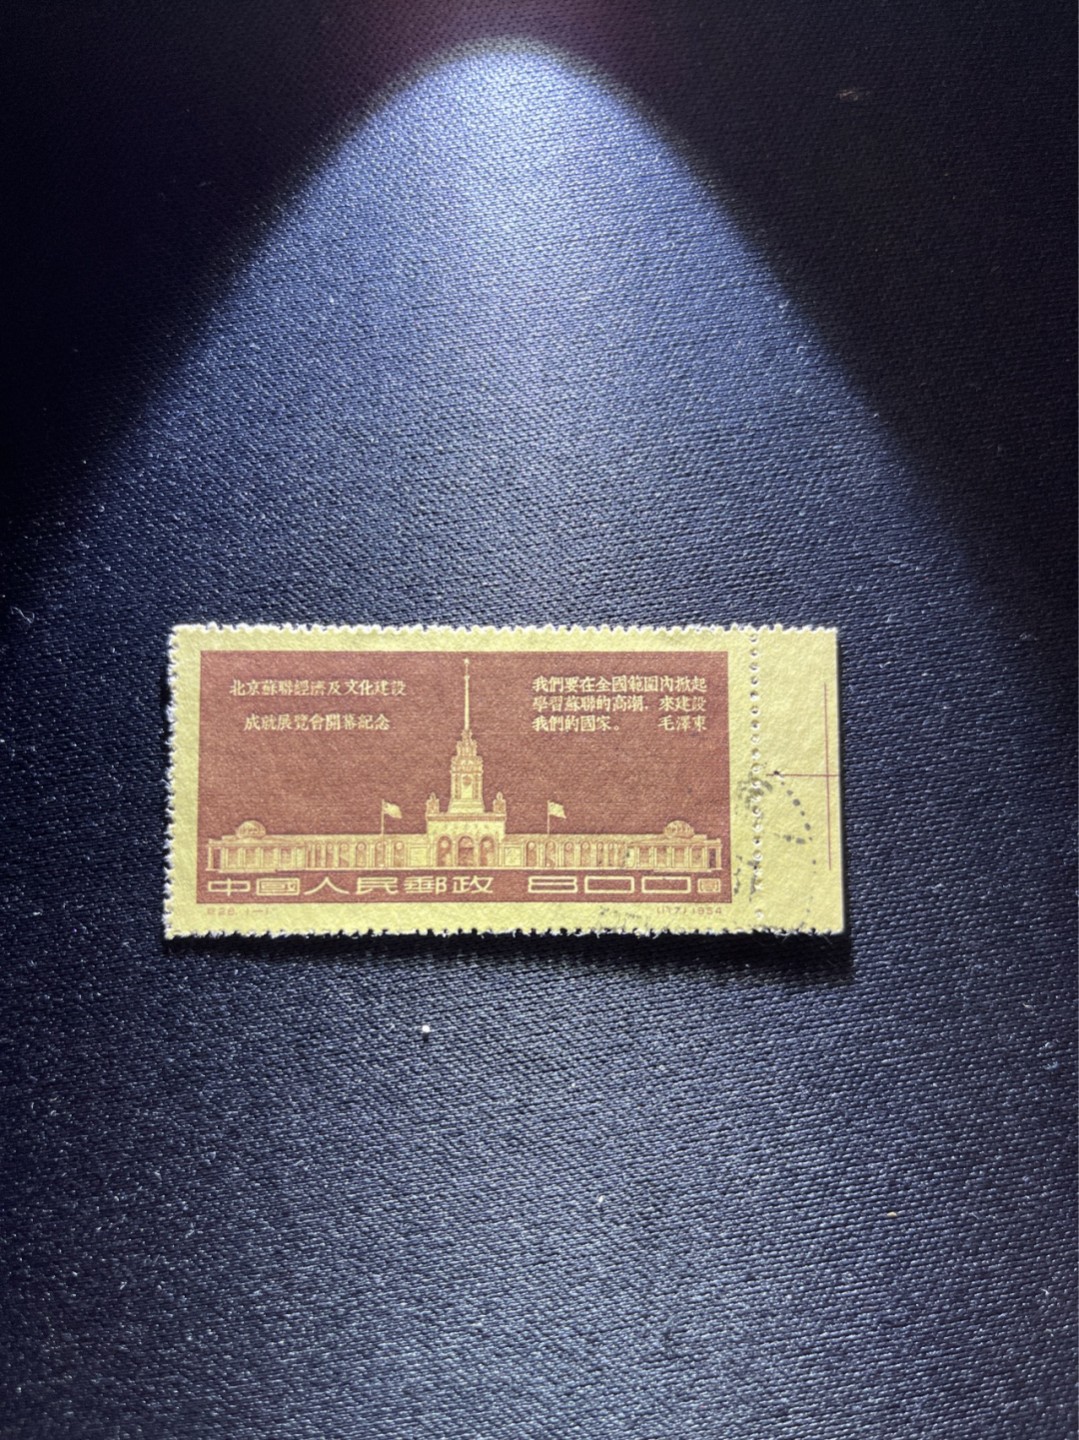 北京蘇聯經濟及文化建設
成就展覽會開幕紀念
我們要在全國範圍內掀起
學習蘇聯的高潮，來建設
我們的國家。 毛澤東
中國人民郵政 800圓
(117) 1954